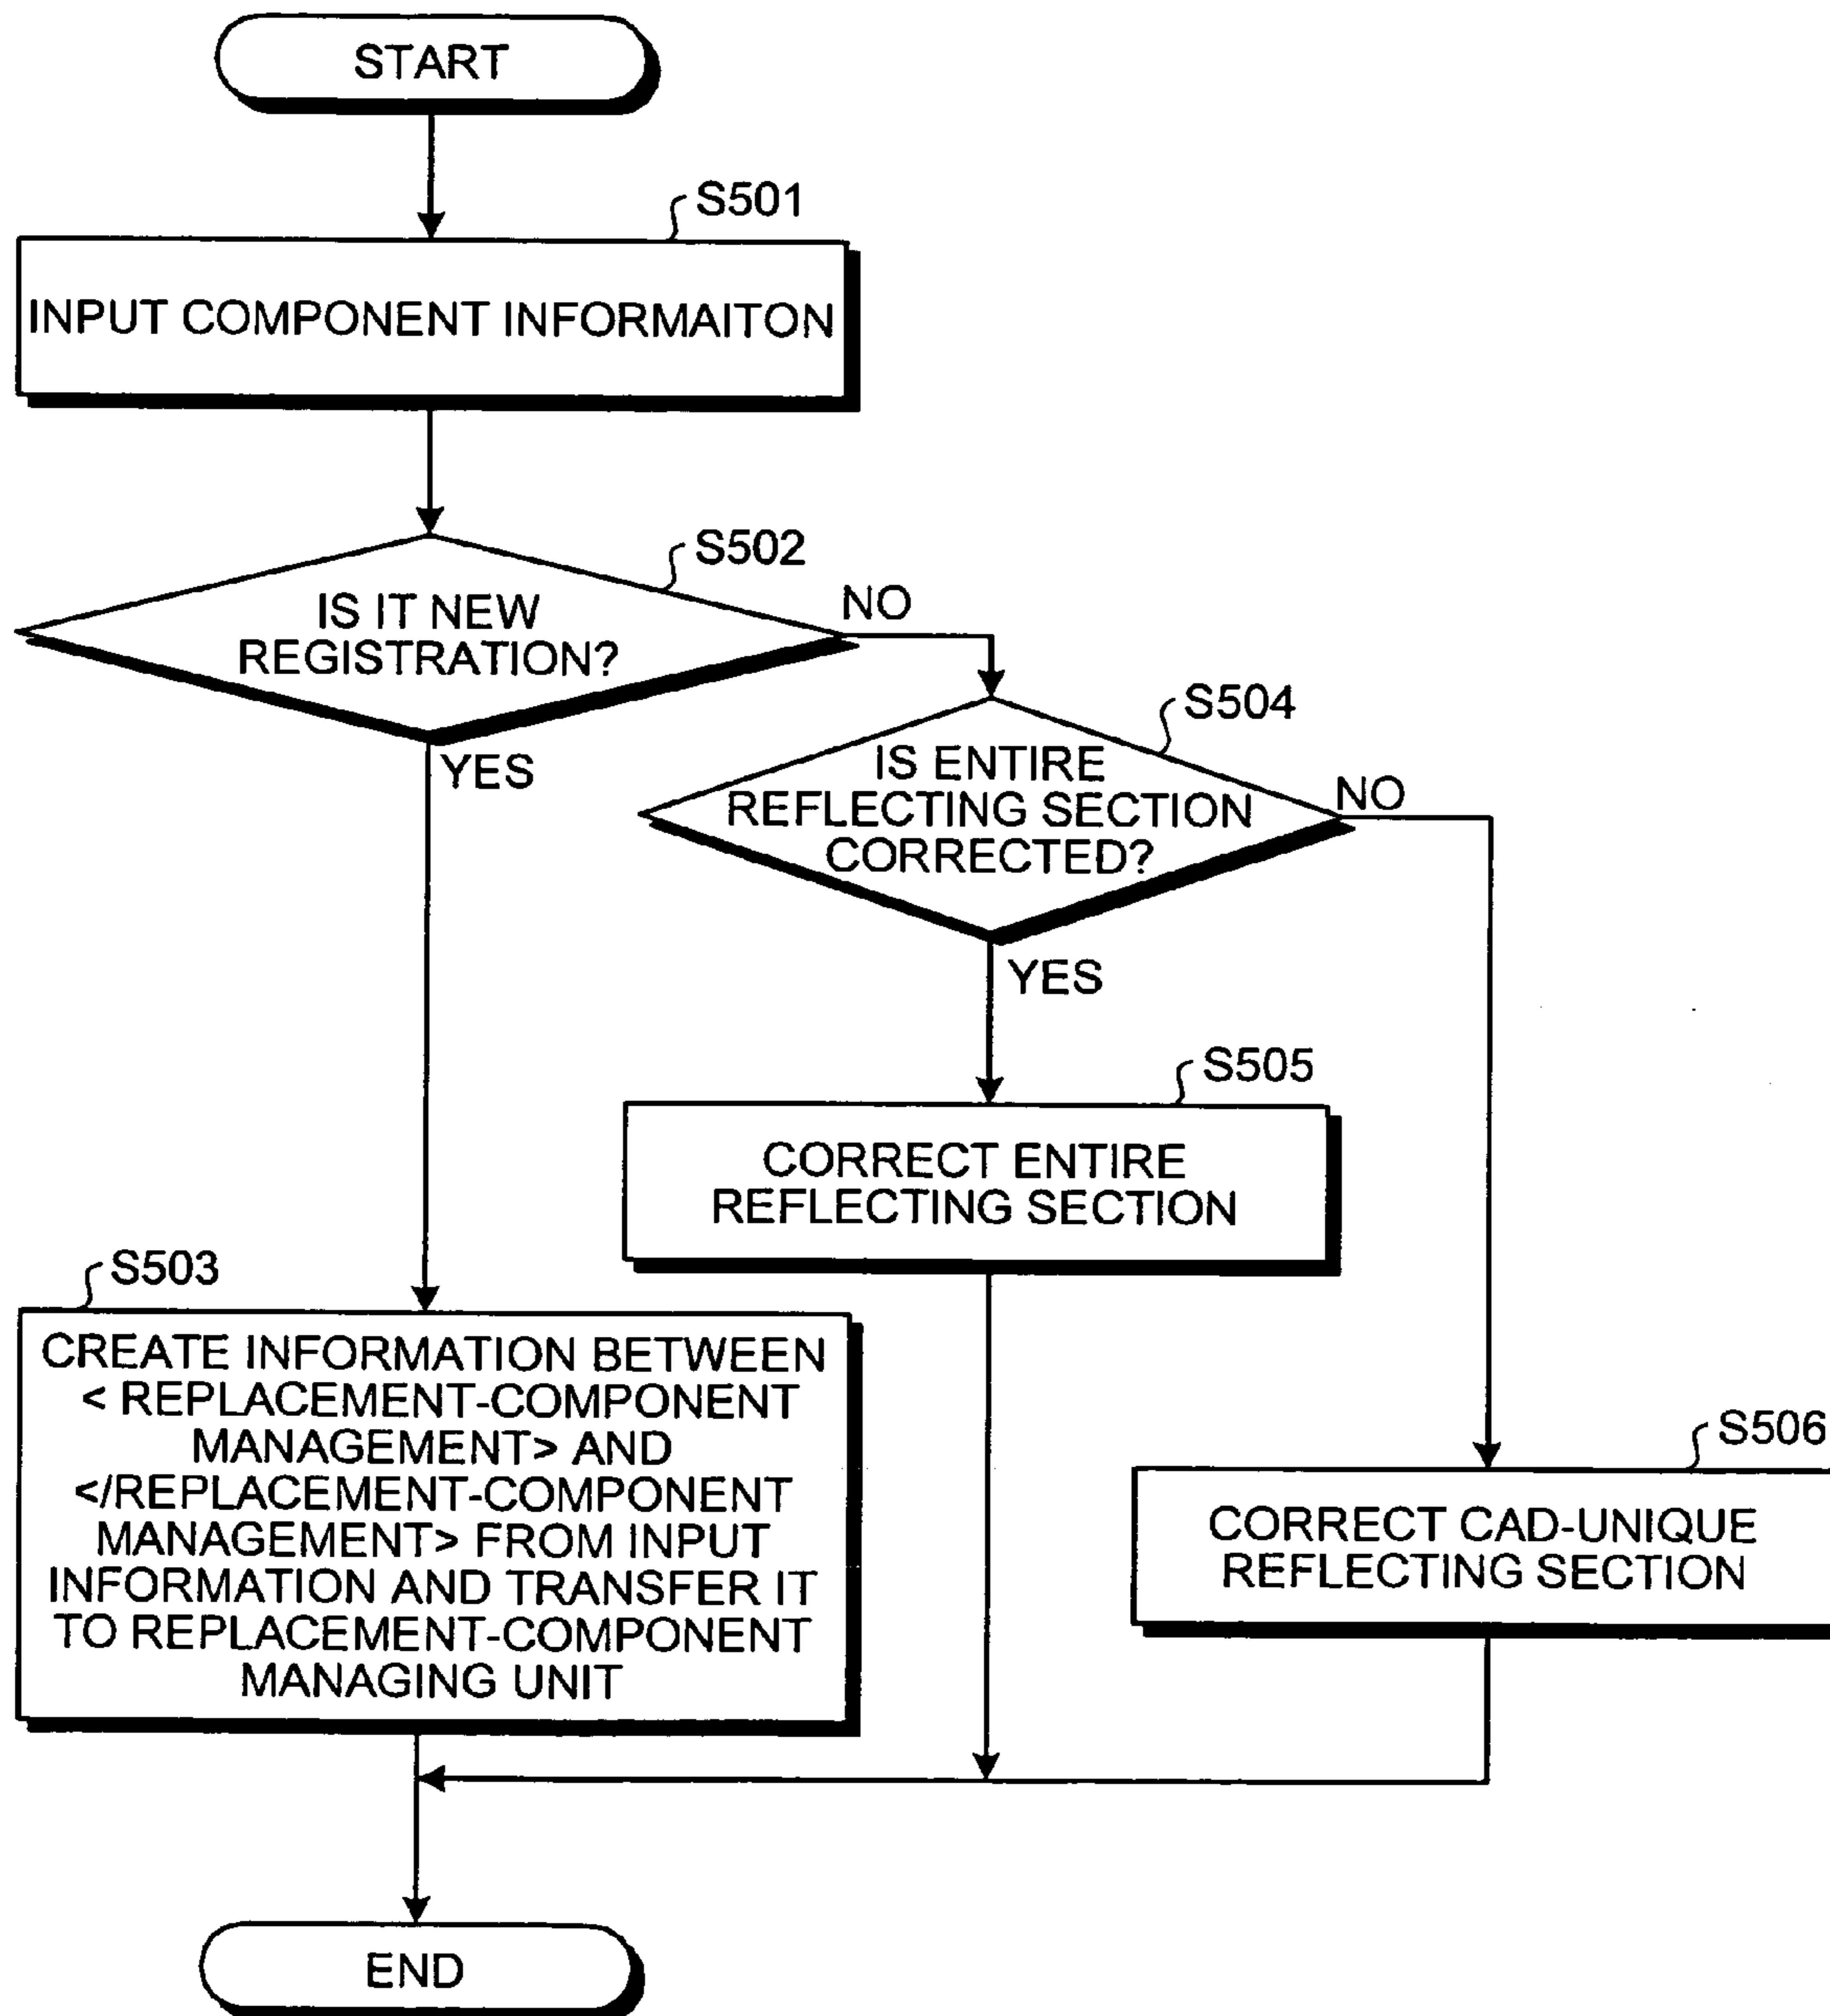 START
S501
INPUT COMPONENT INFORMAITON
S502
IS IT NEW
REGISTRATION?
NO
YES
S504
IS ENTIRE
REFLECTING SECTION
CORRECTED?
NO
YES
S505
CORRECT ENTIRE
REFLECTING SECTION
S503
CREATE INFORMATION BETWEEN
< REPLACEMENT-COMPONENT
MANAGEMENT> AND
</REPLACEMENT-COMPONENT
MANAGEMENT> FROM INPUT
INFORMATION AND TRANSFER IT
TO REPLACEMENT-COMPONENT
MANAGING UNIT
S506
CORRECT CAD-UNIQUE
REFLECTING SECTION
END